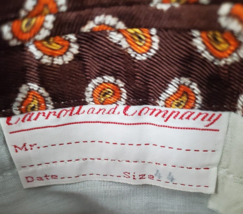 Carroll and Company
Mr.
Date Size 44